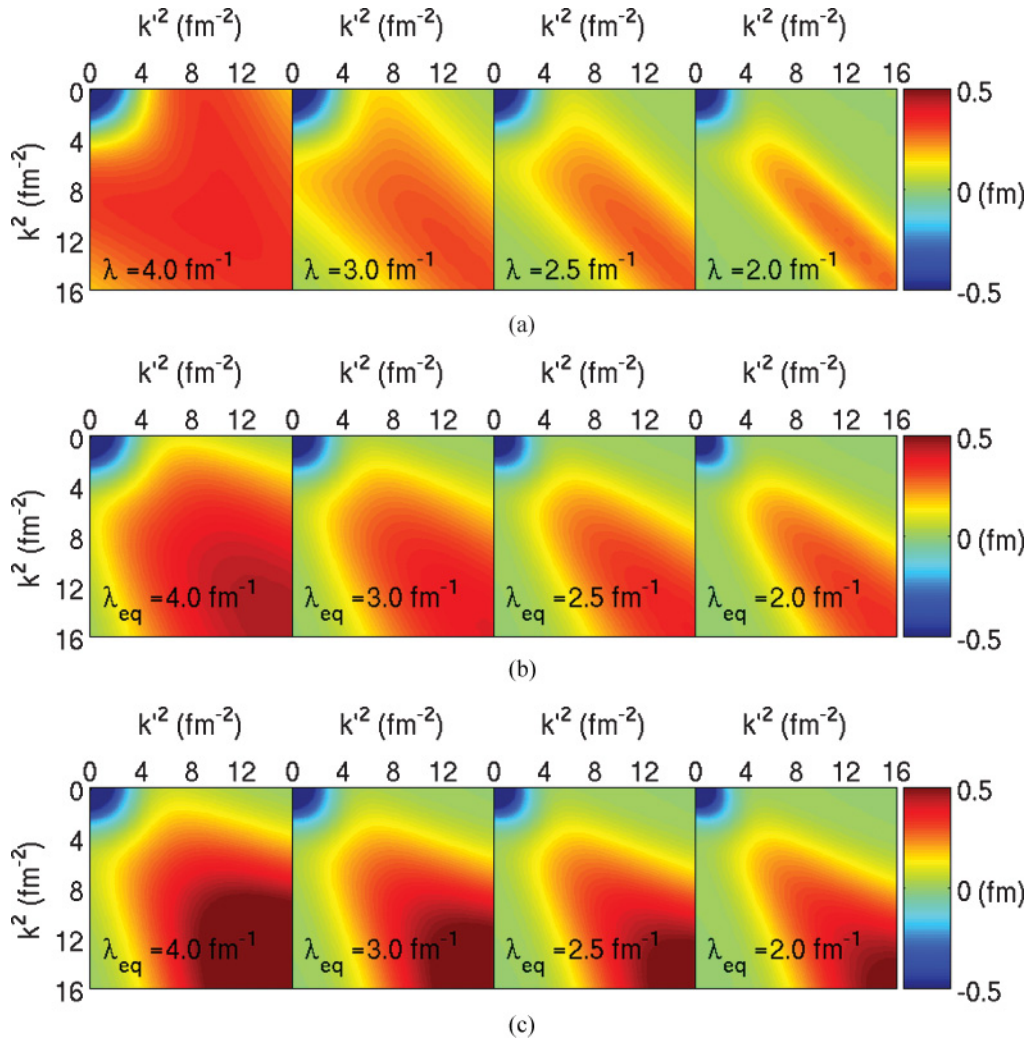 k'² (fm⁻²) k'² (fm⁻²) k'² (fm⁻²) k'² (fm⁻²)
0 4 8 12 0 4 8 12 0 4 8 12 0 4 8 12 16
k² (fm⁻²)
0
4
8
12
16
λ =4.0 fm⁻¹ λ =3.0 fm⁻¹ λ =2.5 fm⁻¹ λ =2.0 fm⁻¹
0.5
0 (fm)
-0.5
(a)
k'² (fm⁻²) k'² (fm⁻²) k'² (fm⁻²) k'² (fm⁻²)
0 4 8 12 0 4 8 12 0 4 8 12 0 4 8 12 16
k² (fm⁻²)
0
4
8
12
16
λeq =4.0 fm⁻¹ λeq =3.0 fm⁻¹ λeq =2.5 fm⁻¹ λeq =2.0 fm⁻¹
0.5
0 (fm)
-0.5
(b)
k'² (fm⁻²) k'² (fm⁻²) k'² (fm⁻²) k'² (fm⁻²)
0 4 8 12 0 4 8 12 0 4 8 12 0 4 8 12 16
k² (fm⁻²)
0
4
8
12
16
λeq =4.0 fm⁻¹ λeq =3.0 fm⁻¹ λeq =2.5 fm⁻¹ λeq =2.0 fm⁻¹
0.5
0 (fm)
-0.5
(c)